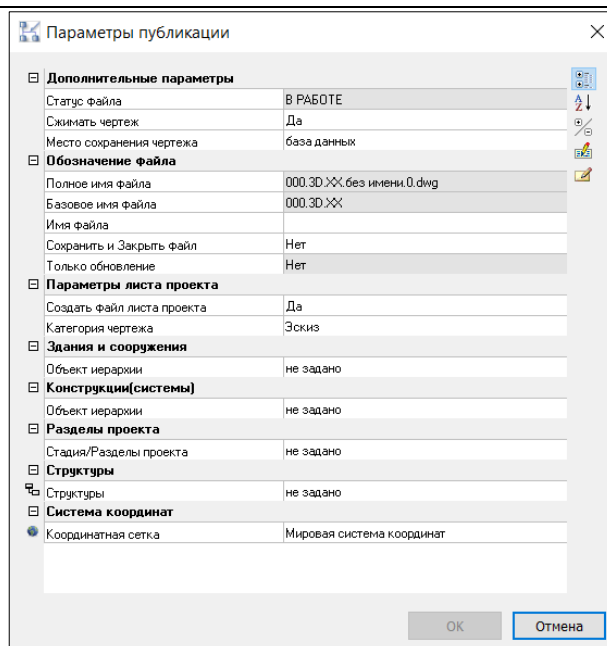 Параметры публикации
Дополнительные параметры
Статус файла В РАБОТЕ
Сжимать чертеж Да
Место сохранения чертежа база данных
Обозначение файла
Полное имя файла 000.3D.XX.без имени.0.dwg
Базовое имя файла 000.3D.XX
Имя файла
Сохранить и Закрыть файл Нет
Только обновление Нет
Параметры листа проекта
Создать файл листа проекта Да
Категория чертежа Эскиз
Здания и сооружения
Объект иерархии не задано
Конструкции(системы)
Объект иерархии не задано
Разделы проекта
Стадия/Разделы проекта не задано
Структуры
Структуры не задано
Система координат
Координатная сетка Мировая система координат
ОК Отмена